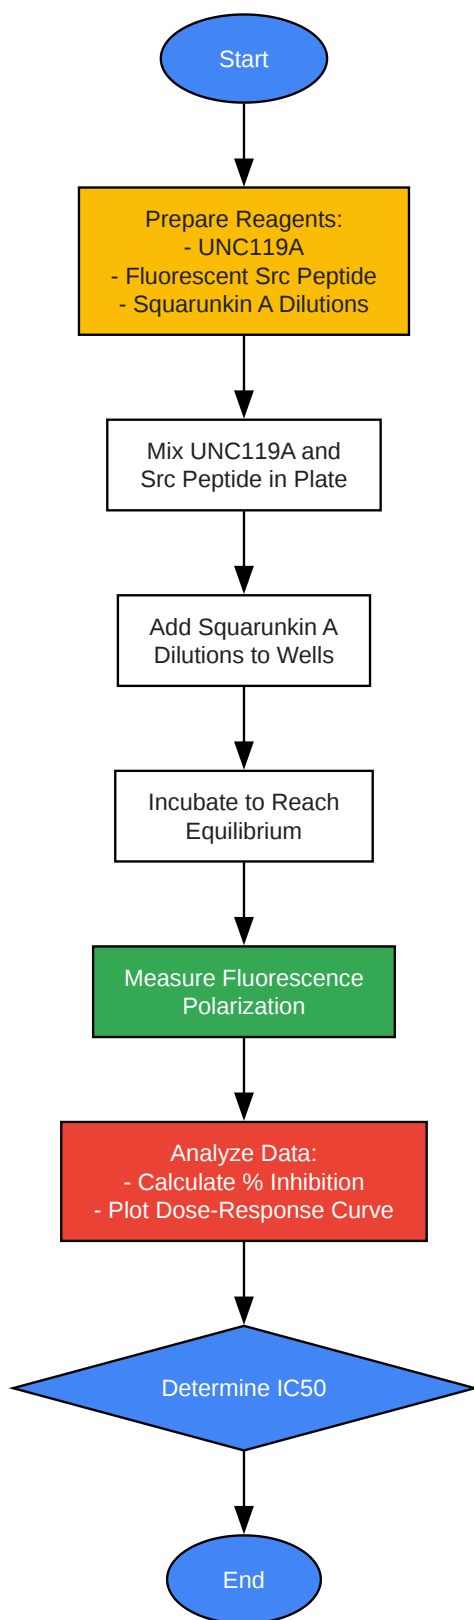 Start
Prepare Reagents:
- UNC119A
- Fluorescent Src Peptide
- Squarunkin A Dilutions
Mix UNC119A and
Src Peptide in Plate
Add Squarunkin A
Dilutions to Wells
Incubate to Reach
Equilibrium
Measure Fluorescence
Polarization
Analyze Data:
- Calculate % Inhibition
- Plot Dose-Response Curve
Determine IC50
End